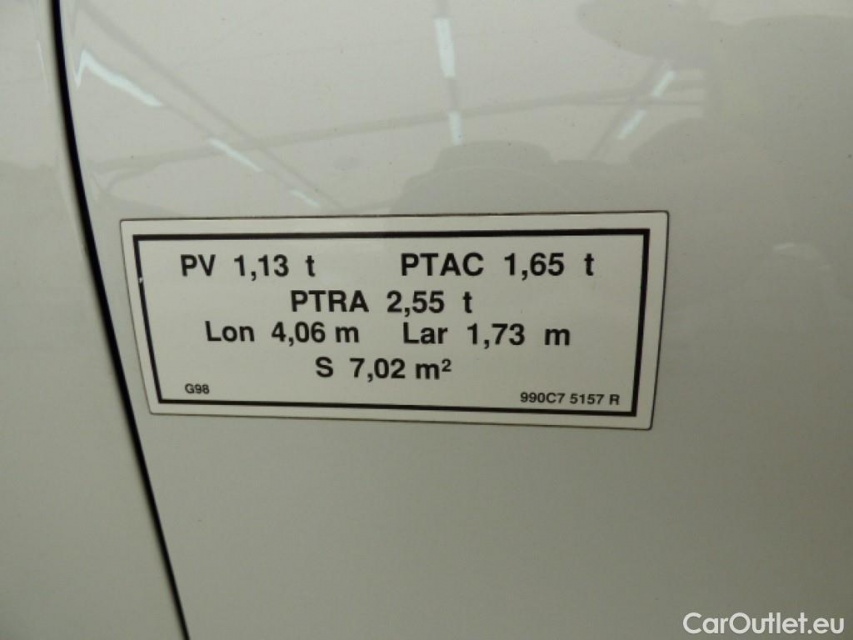 PV 1,13 t PTAC 1,65 t
PTRA 2,55 t
Lon 4,06 m Lar 1,73 m
S 7,02 m²
G98 990C7 5157 R
CarOutlet.eu